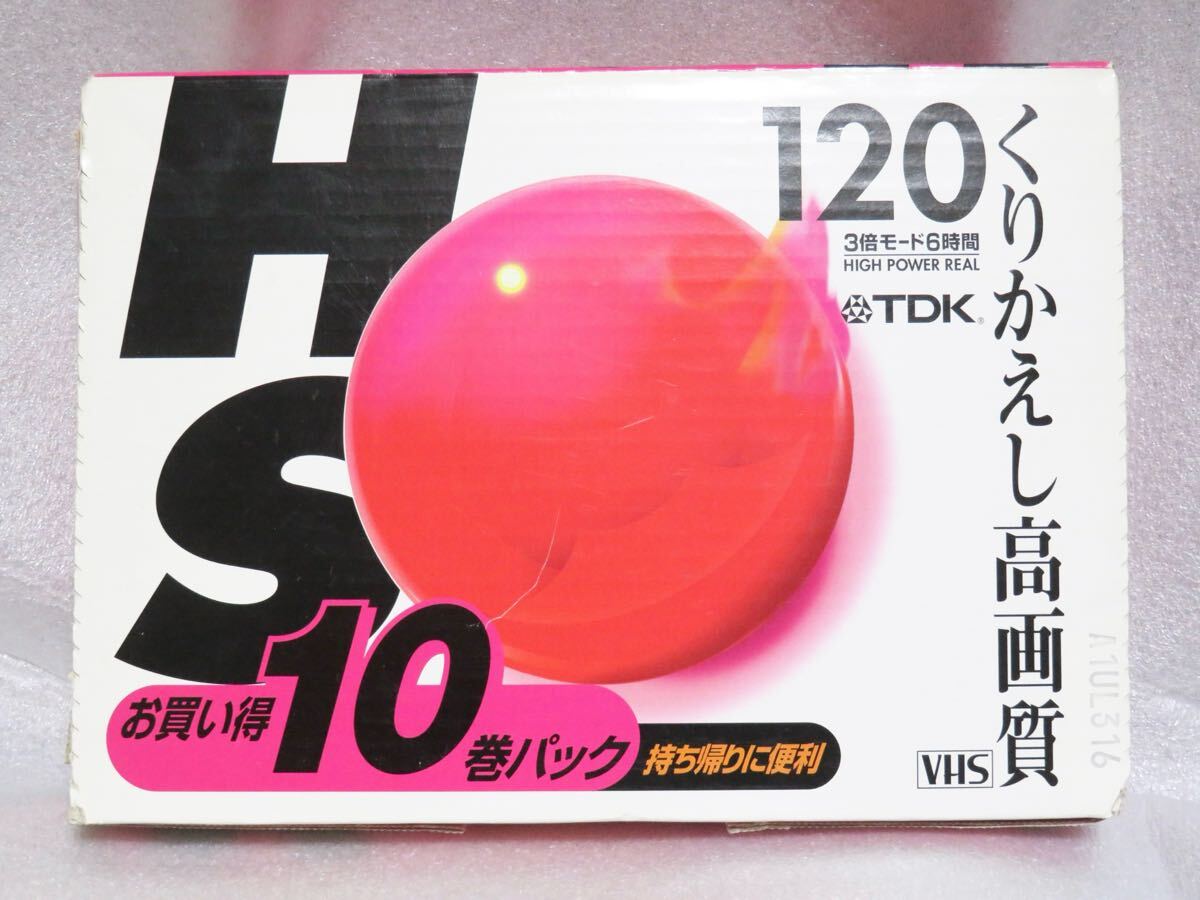 HS
120
3倍モード6時間
HIGH POWER REAL
TDK®
くりかえし高画質
お買い得10巻パック
持ち帰りに便利
VHS
A1UL316